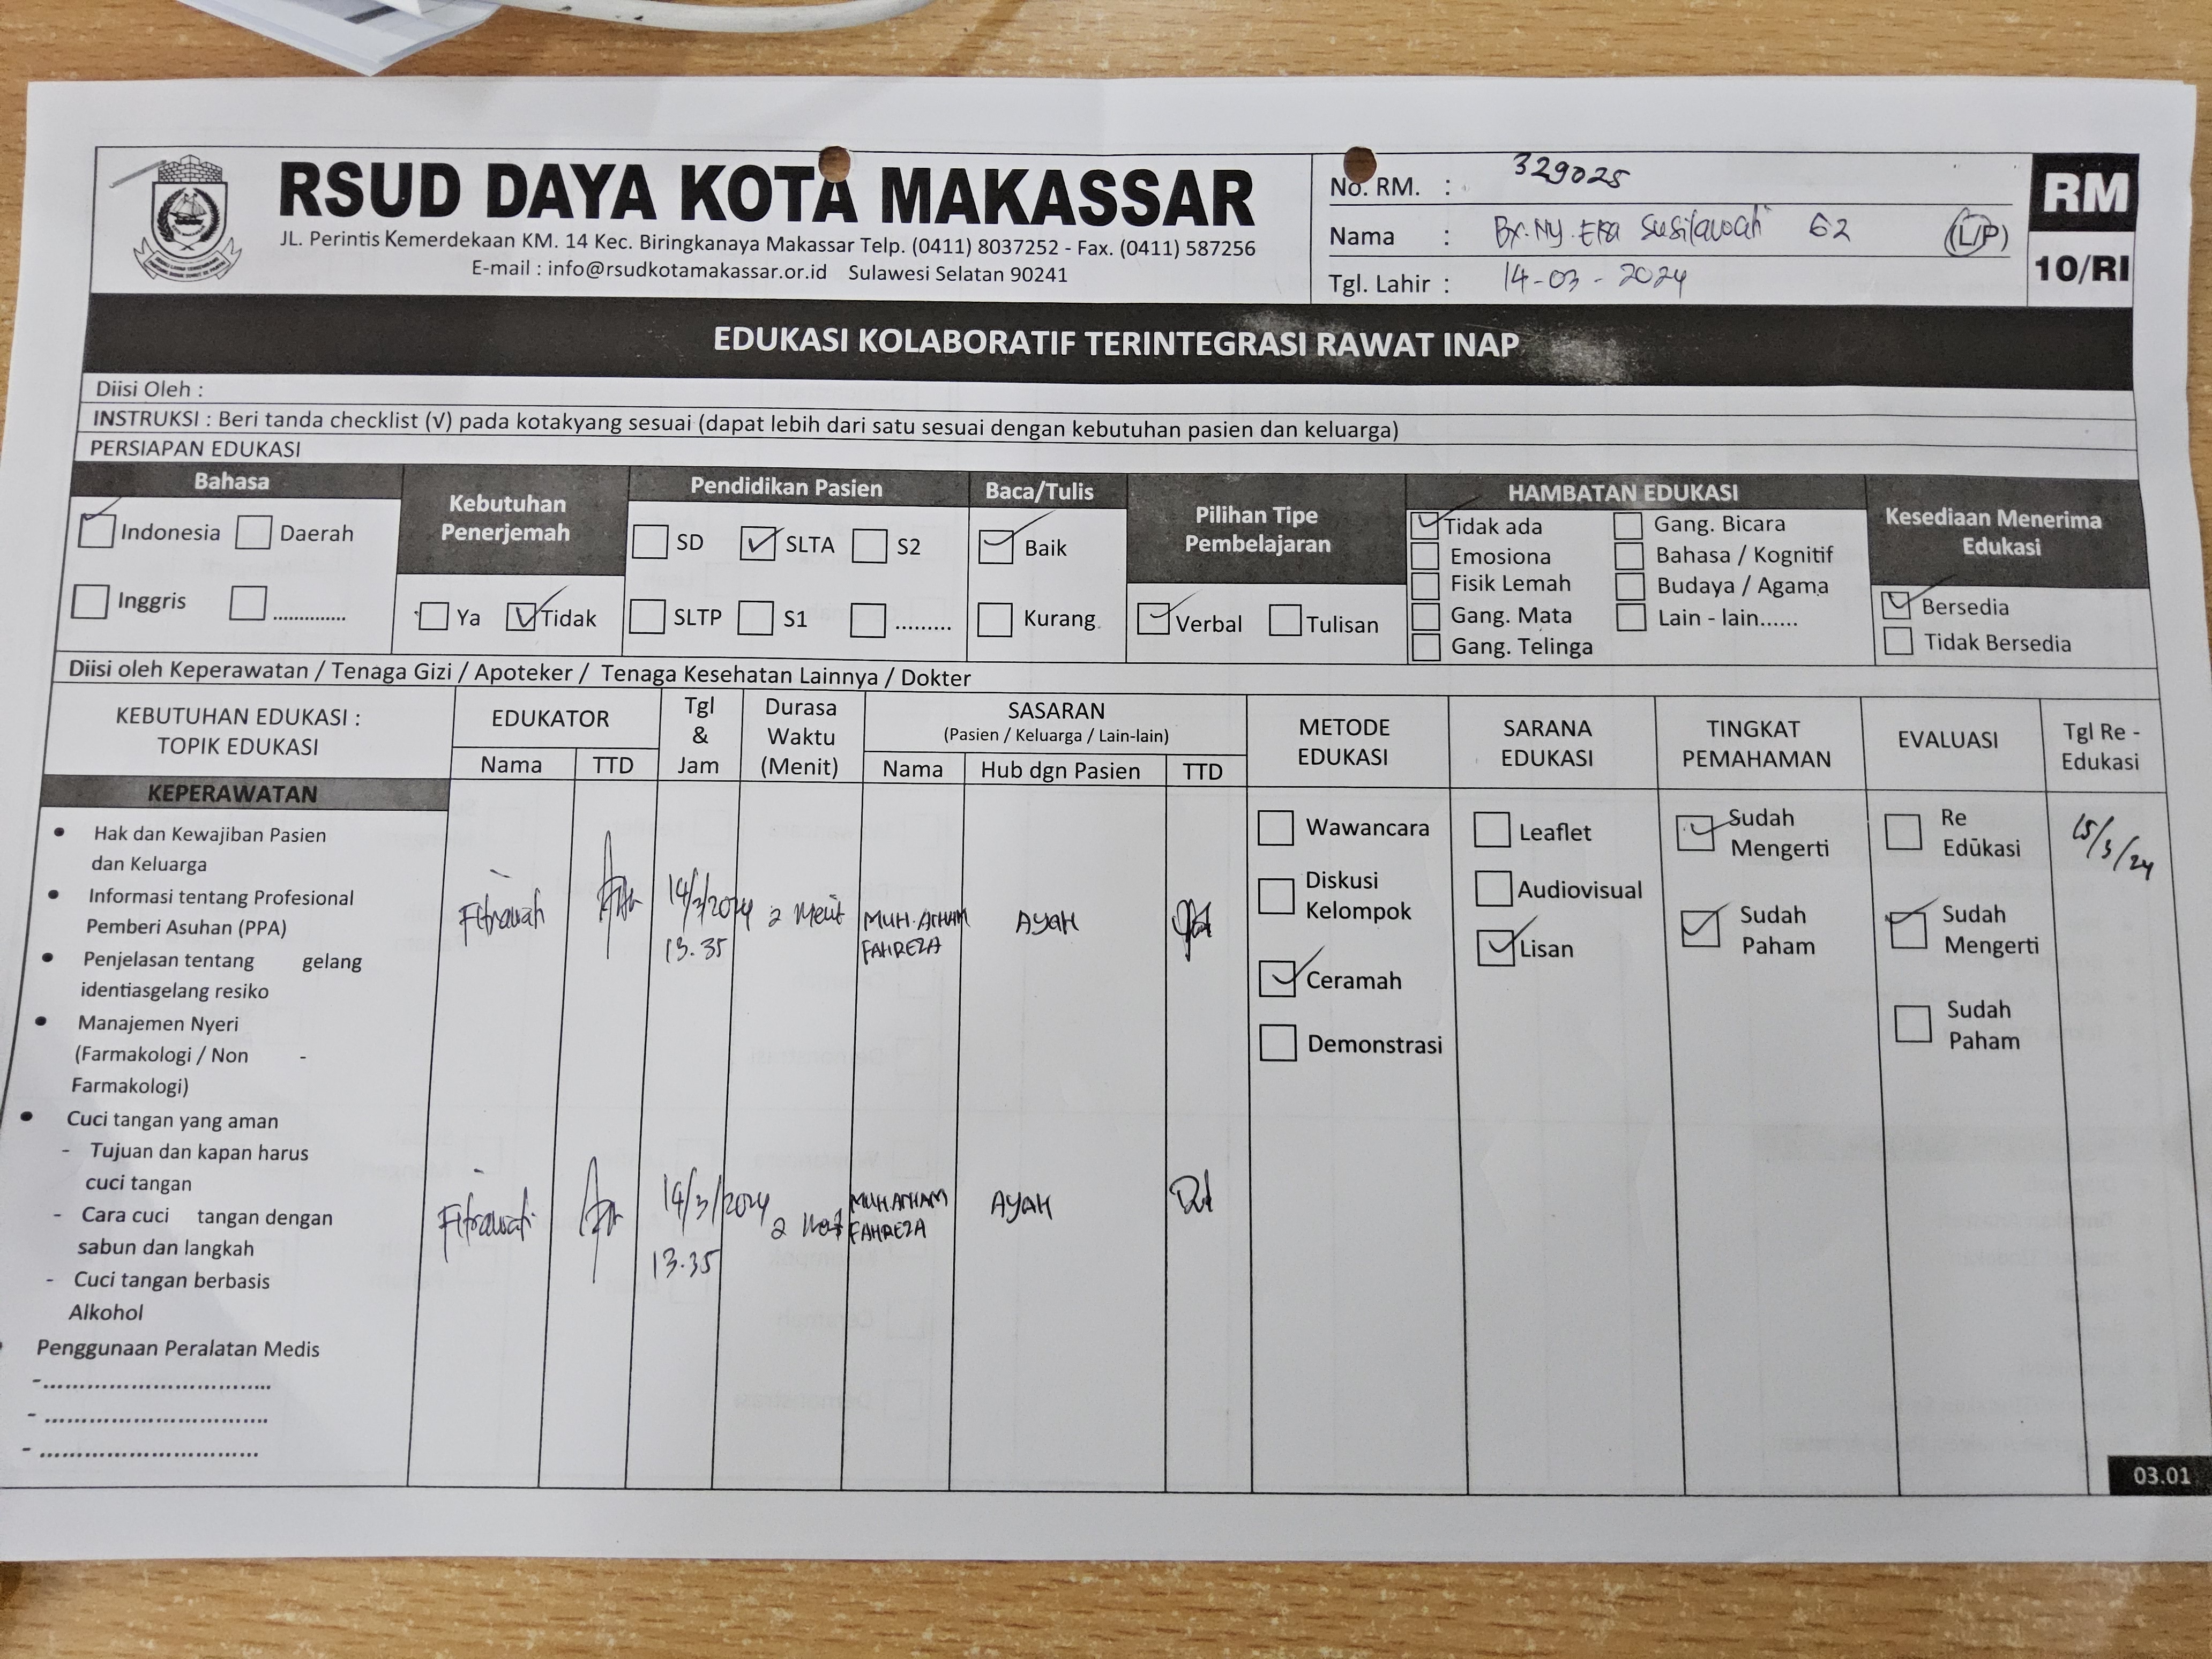 RSUD DAYA KOTA MAKASSAR
JL. Perintis Kemerdekaan KM. 14 Kec. Biringkanaya Makassar Telp. (0411) 8037252 - Fax. (0411) 587256
E-mail : info@rsudkotamakassar.or.id Sulawesi Selatan 90241
No. RM. : 329025
Nama : By. Ny. Eka Susilawati G2 (L/P)
Tgl. Lahir : 14-03-2024
RM
10/RI
EDUKASI KOLABORATIF TERINTEGRASI RAWAT INAP
Diisi Oleh :
INSTRUKSI : Beri tanda checklist (√) pada kotakyang sesuai (dapat lebih dari satu sesuai dengan kebutuhan pasien dan keluarga)
PERSIAPAN EDUKASI
Bahasa
Indonesia Daerah
Inggris ..............
Kebutuhan
Penerjemah
Ya Tidak
Pendidikan Pasien
SD SLTA S2
SLTP S1 .........
Baca/Tulis
Baik
Kurang
Pilihan Tipe
Pembelajaran
Verbal Tulisan
HAMBATAN EDUKASI
Tidak ada Gang. Bicara
Emosiona Bahasa / Kognitif
Fisik Lemah Budaya / Agama
Gang. Mata Lain - lain......
Gang. Telinga
Kesediaan Menerima
Edukasi
Bersedia
Tidak Bersedia
Diisi oleh Keperawatan / Tenaga Gizi / Apoteker / Tenaga Kesehatan Lainnya / Dokter
KEBUTUHAN EDUKASI :
TOPIK EDUKASI
EDUKATOR
Nama TTD
Tgl
&
Jam
Durasa
Waktu
(Menit)
SASARAN
(Pasien / Keluarga / Lain-lain)
Nama Hub dgn Pasien TTD
METODE
EDUKASI
SARANA
EDUKASI
TINGKAT
PEMAHAMAN
EVALUASI
Tgl Re -
Edukasi
KEPERAWATAN
• Hak dan Kewajiban Pasien
dan Keluarga
• Informasi tentang Profesional
Pemberi Asuhan (PPA)
• Penjelasan tentang gelang
identiasgelang resiko
• Manajemen Nyeri
(Farmakologi / Non -
Farmakologi)
• Cuci tangan yang aman
- Tujuan dan kapan harus
cuci tangan
- Cara cuci tangan dengan
sabun dan langkah
- Cuci tangan berbasis
Alkohol
Penggunaan Peralatan Medis
-..............................
- .............................
- .............................
Fitrawati 14/3/2024 2 Menit MUH. ATHAM AYAH
13.35 FAHREZA
Fitrawati 14/3/2024 2 Menit MUH. ATHAM AYAH
13.35 FAHREZA
Wawancara
Diskusi
Kelompok
Ceramah
Demonstrasi
Leaflet
Audiovisual
Lisan
Sudah
Mengerti
Sudah
Paham
Re
Edukasi
Sudah
Mengerti
Sudah
Paham
15/3/24
03.01